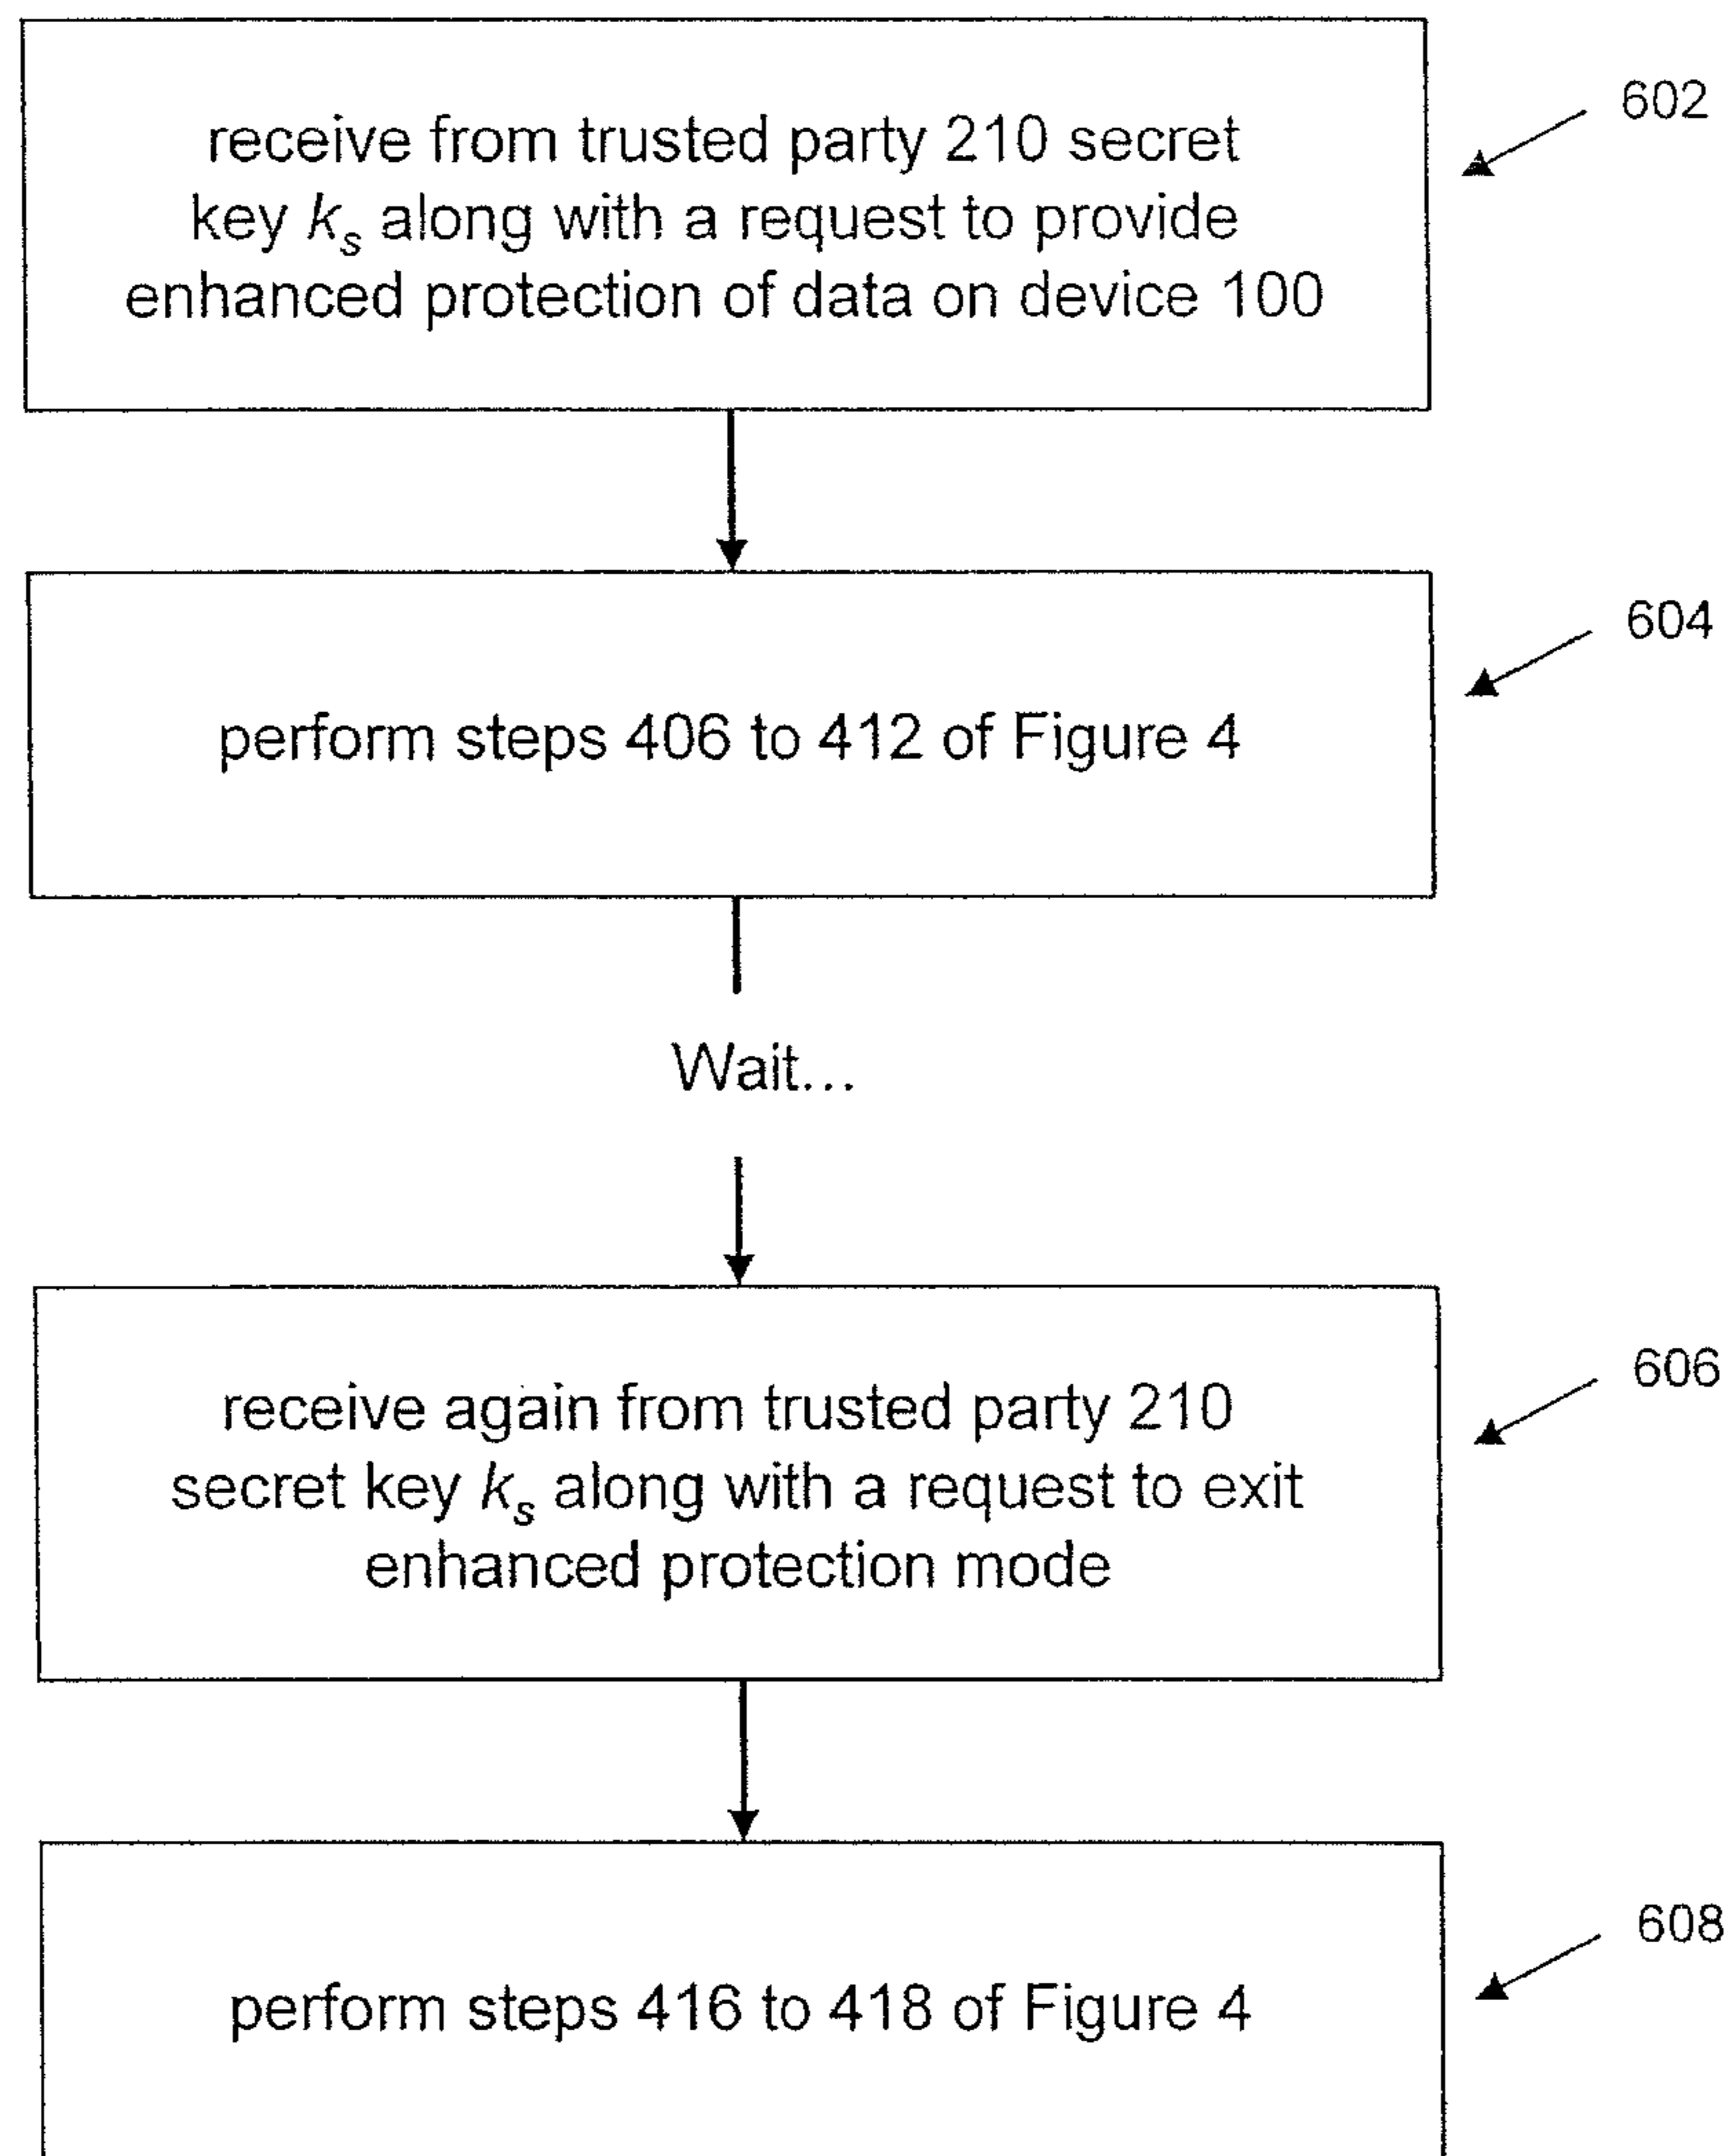 receive from trusted party 210 secret
key ks along with a request to provide
enhanced protection of data on device 100
602
perform steps 406 to 412 of Figure 4
604
Wait...
receive again from trusted party 210
secret key ks along with a request to exit
enhanced protection mode
606
perform steps 416 to 418 of Figure 4
608